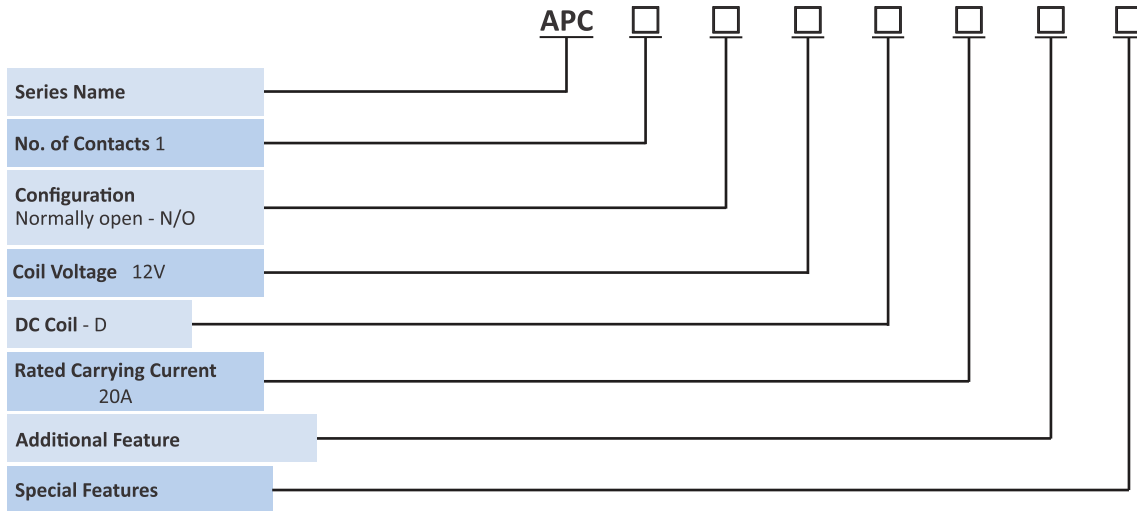 APC
Series Name
No. of Contacts 1
Configuration
Normally open - N/O
Coil Voltage 12V
DC Coil - D
Rated Carrying Current
20A
Additional Feature
Special Features